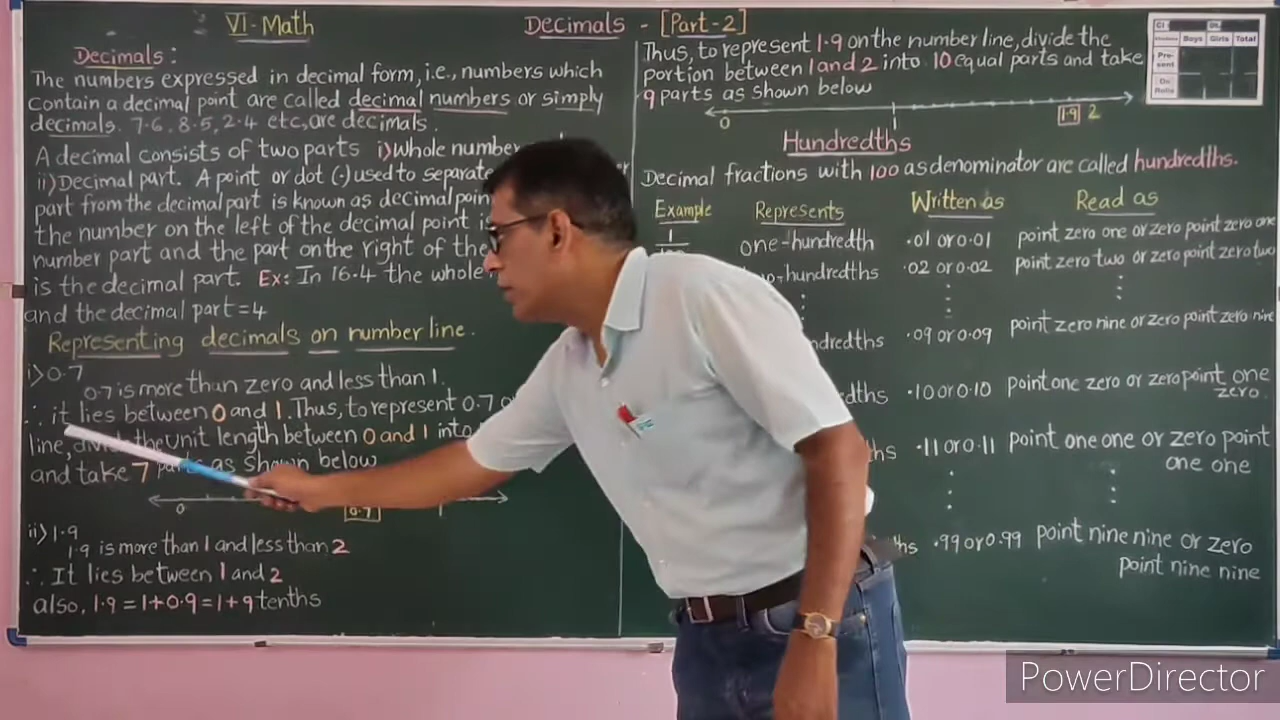 VI-Math
Decimals - [Part-2]
Decimals:
The numbers expressed in decimal form, i.e., numbers which
contain a decimal point are called decimal numbers or simply
decimals. 7.6, 8.5, 2.4 etc, are decimals.
A decimal consists of two parts i) Whole number
ii) Decimal part. A point or dot (.) used to separate
part from the decimal part is known as decimal
the number on the left of the decimal point
number part and the part on the right of the
is the decimal part. Ex: In 16.4 the whole
and the decimal part = 4
Representing decimals on number line.
i) 0.7
0.7 is more than zero and less than 1.
∴ it lies between 0 and 1. Thus, to represent 0.7
line, the unit length between 0 and 1 into
and take 7 parts as shown below
0 0.7 1
ii) 1.9
1.9 is more than 1 and less than 2
∴ It lies between 1 and 2
also, 1.9 = 1+0.9 = 1+9 tenths
Thus, to represent 1.9 on the number line, divide the
portion between 1 and 2 into 10 equal parts and take
9 parts as shown below
0 1 1.9 2
Hundredths
Decimal fractions with 100 as denominator are called hundredths.
Example Represents Written as Read as
1 one-hundredth .01 or 0.01 point zero one or zero point zero one
hundredths .02 or 0.02 point zero two or zero point zero two
.09 or 0.09 point zero nine or zero point zero nine
.10 or 0.10 point one zero or zero point one
zero.
.11 or 0.11 point one one or zero point
one one
.99 or 0.99 point nine nine or zero
point nine nine
Cl
Boys Girls Total
Pre-
sent
On
Rolls
PowerDirector